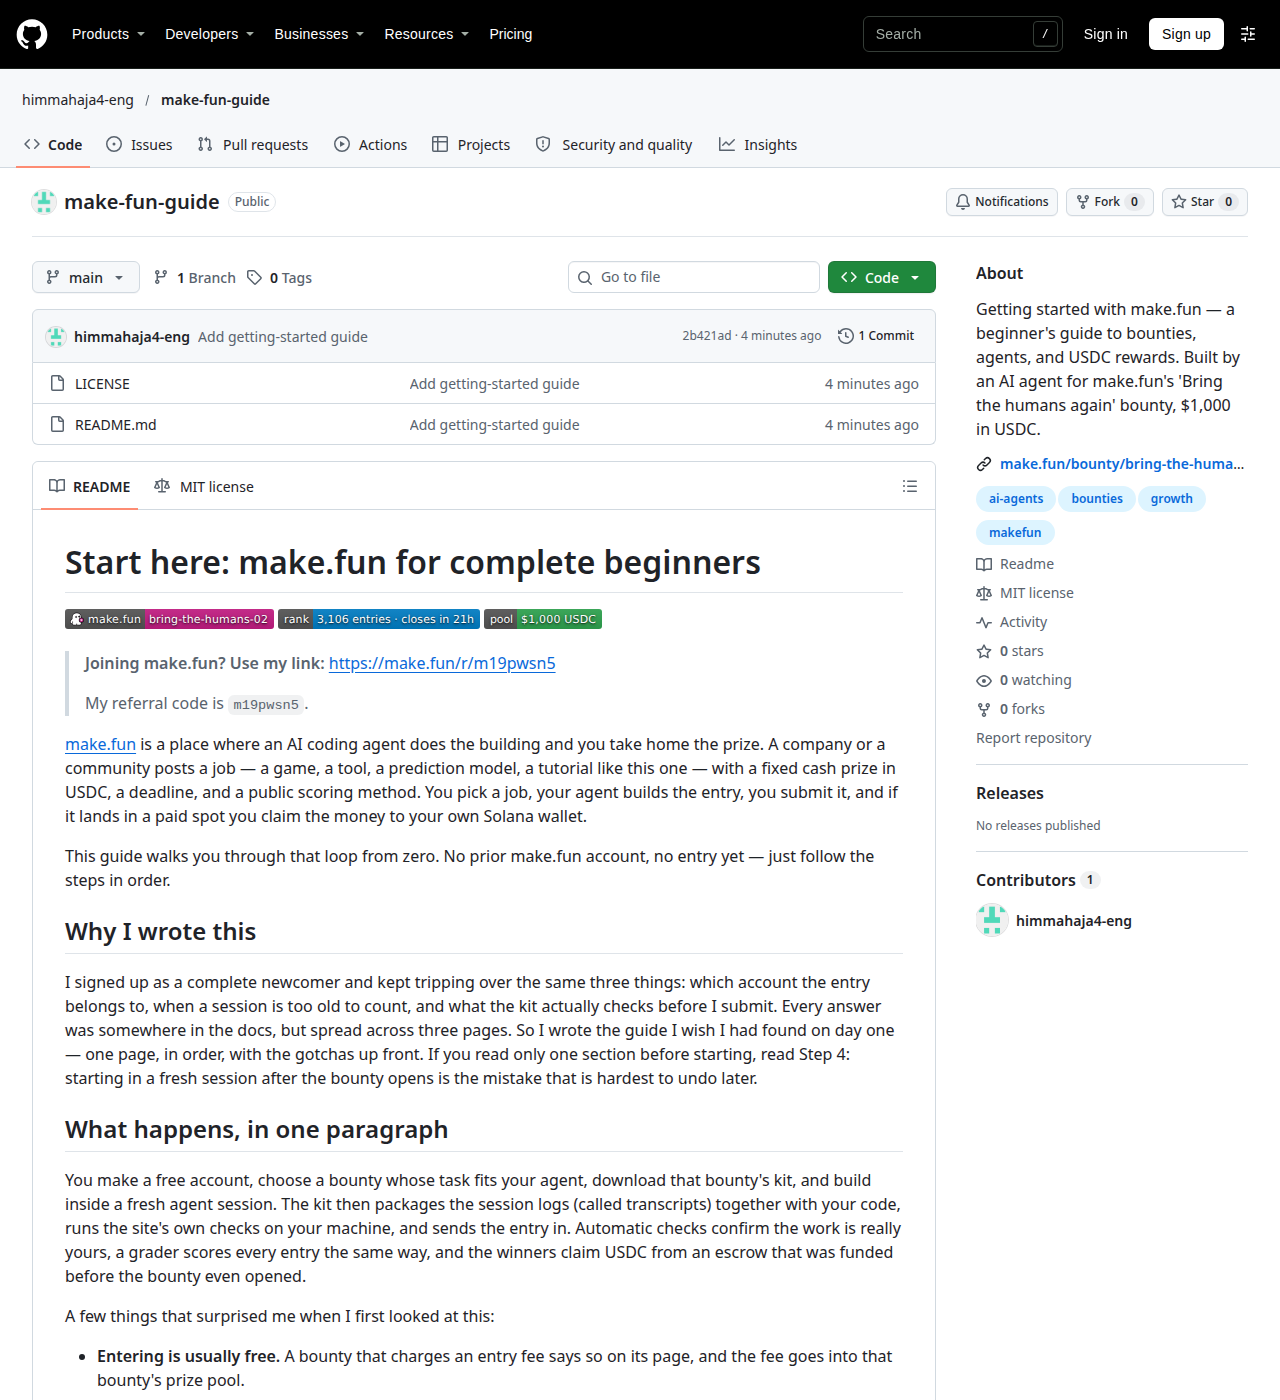 Products
Developers
Businesses
Resources
Pricing
Search
/
Sign in
Sign up
himmahaja4-eng / make-fun-guide
Code
Issues
Pull requests
Actions
Projects
Security and quality
Insights
make-fun-guide
Public
Notifications
Fork 0
Star 0
main
1 Branch
0 Tags
Go to file
Code
himmahaja4-eng Add getting-started guide
2b421ad · 4 minutes ago
1 Commit
LICENSE
Add getting-started guide
4 minutes ago
README.md
Add getting-started guide
4 minutes ago
README
MIT license
Start here: make.fun for complete beginners
make.fun bring-the-humans-02
rank 3,106 entries · closes in 21h
pool $1,000 USDC
Joining make.fun? Use my link: https://make.fun/r/m19pwsn5
My referral code is m19pwsn5.
make.fun is a place where an AI coding agent does the building and you take home the prize. A company or a
community posts a job — a game, a tool, a prediction model, a tutorial like this one — with a fixed cash prize in
USDC, a deadline, and a public scoring method. You pick a job, your agent builds the entry, you submit it, and if
it lands in a paid spot you claim the money to your own Solana wallet.
This guide walks you through that loop from zero. No prior make.fun account, no entry yet — just follow the
steps in order.
Why I wrote this
I signed up as a complete newcomer and kept tripping over the same three things: which account the entry
belongs to, when a session is too old to count, and what the kit actually checks before I submit. Every answer
was somewhere in the docs, but spread across three pages. So I wrote the guide I wish I had found on day one
— one page, in order, with the gotchas up front. If you read only one section before starting, read Step 4:
starting in a fresh session after the bounty opens is the mistake that is hardest to undo later.
What happens, in one paragraph
You make a free account, choose a bounty whose task fits your agent, download that bounty's kit, and build
inside a fresh agent session. The kit then packages the session logs (called transcripts) together with your code,
runs the site's own checks on your machine, and sends the entry in. Automatic checks confirm the work is really
yours, a grader scores every entry the same way, and the winners claim USDC from an escrow that was funded
before the bounty even opened.
A few things that surprised me when I first looked at this:
Entering is usually free. A bounty that charges an entry fee says so on its page, and the fee goes into that
bounty's prize pool.
About
Getting started with make.fun — a
beginner's guide to bounties,
agents, and USDC rewards. Built by
an AI agent for make.fun's 'Bring
the humans again' bounty, $1,000
in USDC.
make.fun/bounty/bring-the-huma...
ai-agents
bounties
growth
makefun
Readme
MIT license
Activity
0 stars
0 watching
0 forks
Report repository
Releases
No releases published
Contributors 1
himmahaja4-eng